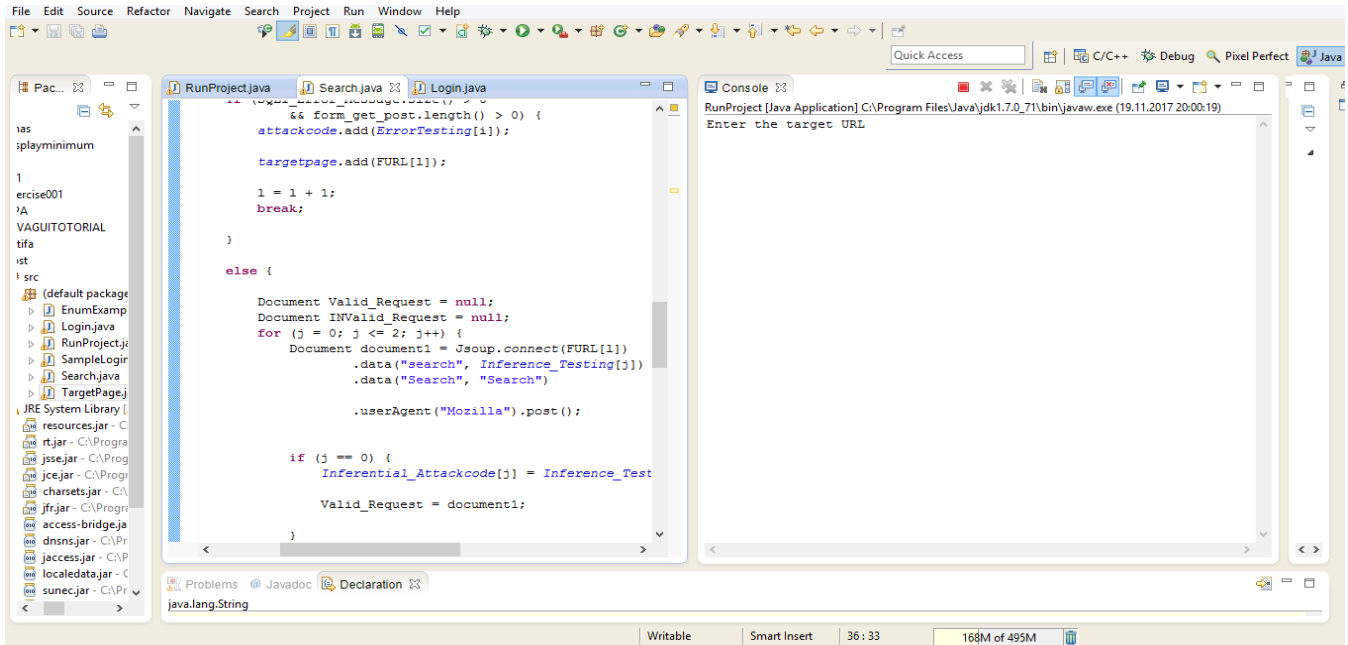 File Edit Source Refactor Navigate Search Project Run Window Help
Quick Access
C/C++ Debug Pixel Perfect Java
Pac...
has
splayminimum
1
ercise001
PA
VAGUITOTORIAL
tifa
st
src
(default package
EnumExamp
Login.java
RunProject.ja
SampleLogin
Search.java
TargetPage.j
JRE System Library [
resources.jar - C
rt.jar - C:\Progra
jsse.jar - C:\Prog
jce.jar - C:\Progr
charsets.jar - C:\
jfr.jar - C:\Progra
access-bridge.ja
dnsns.jar - C:\Pr
jaccess.jar - C:\P
localedata.jar - C
sunec.jar - C:\Pr
RunProject.java Search.java Login.java
&& form_get_post.length() > 0) {
attackcode.add(ErrorTesting[i]);
targetpage.add(FURL[l]);
l = l + 1;
break;
}
else {
Document Valid_Request = null;
Document INValid_Request = null;
for (j = 0; j <= 2; j++) {
Document document1 = Jsoup.connect(FURL[l])
.data("search", Inference_Testing[j])
.data("Search", "Search")
.userAgent("Mozilla").post();
if (j == 0) {
Inferential_Attackcode[j] = Inference_Test
Valid_Request = document1;
}
Console
RunProject [Java Application] C:\Program Files\Java\jdk1.7.0_71\bin\javaw.exe (19.11.2017 20:00:19)
Enter the target URL
Problems @ Javadoc Declaration
java.lang.String
Writable Smart Insert 36 : 33 168M of 495M